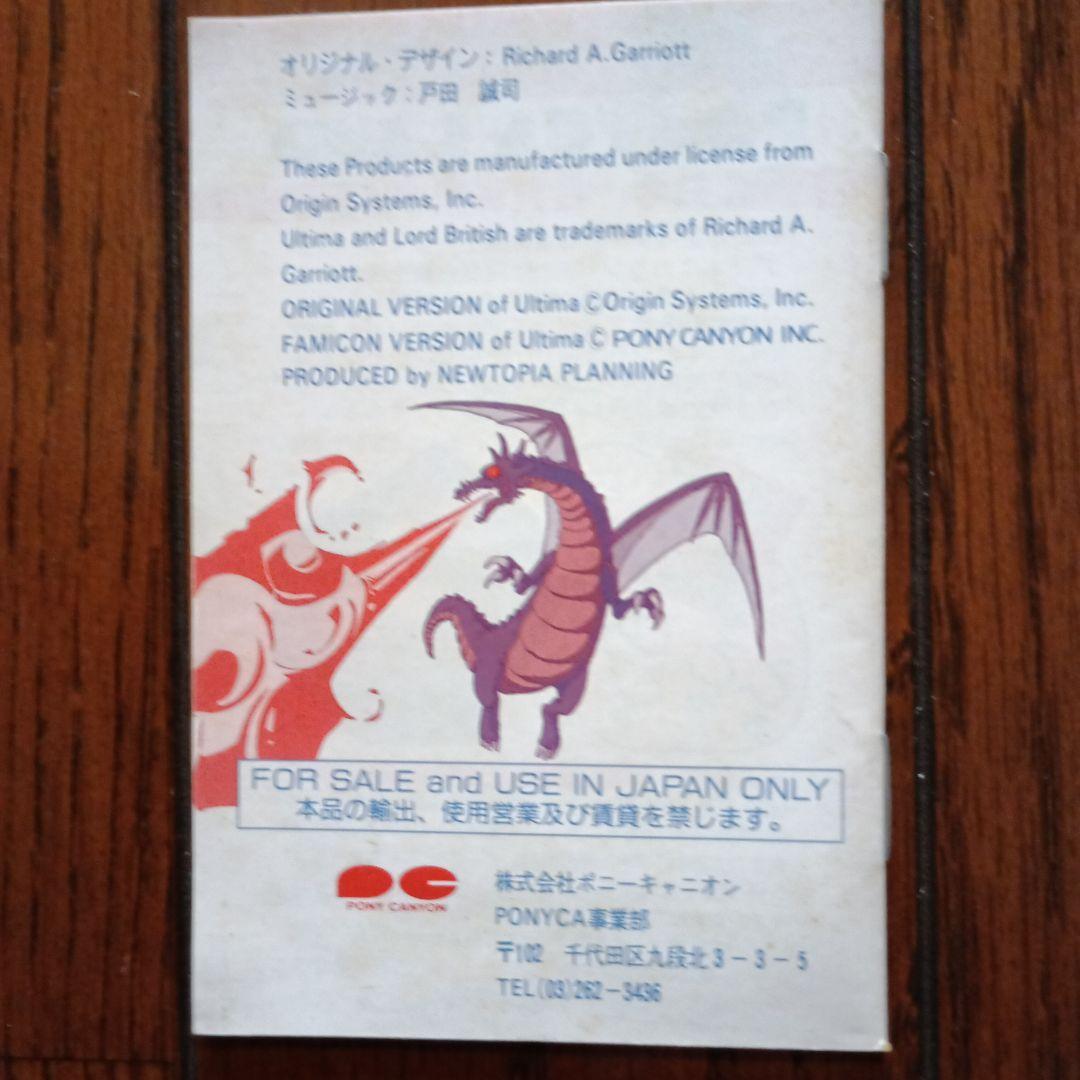 オリジナル・デザイン：Richard A.Garriott
ミュージック：戸田　誠司
These Products are manufactured under license from
Origin Systems, Inc.
Ultima and Lord British are trademarks of Richard A.
Garriott.
ORIGINAL VERSION of Ultima ©Origin Systems, Inc.
FAMICON VERSION of Ultima © PONY CANYON INC.
PRODUCED by NEWTOPIA PLANNING
FOR SALE and USE IN JAPAN ONLY
本品の輸出、使用営業及び賃貸を禁じます。
PONY CANYON
株式会社ポニーキャニオン
PONYCA事業部
〒102　千代田区九段北3－3－5
TEL(03)262－3436